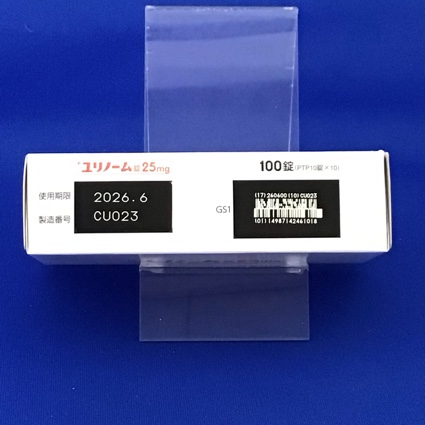 ユリノーム錠25mg
100錠(PTP10錠×10)
使用期限 2026.6
製造番号 CU023
GS1
(17)260600(10)CU023
(01)14987142461018